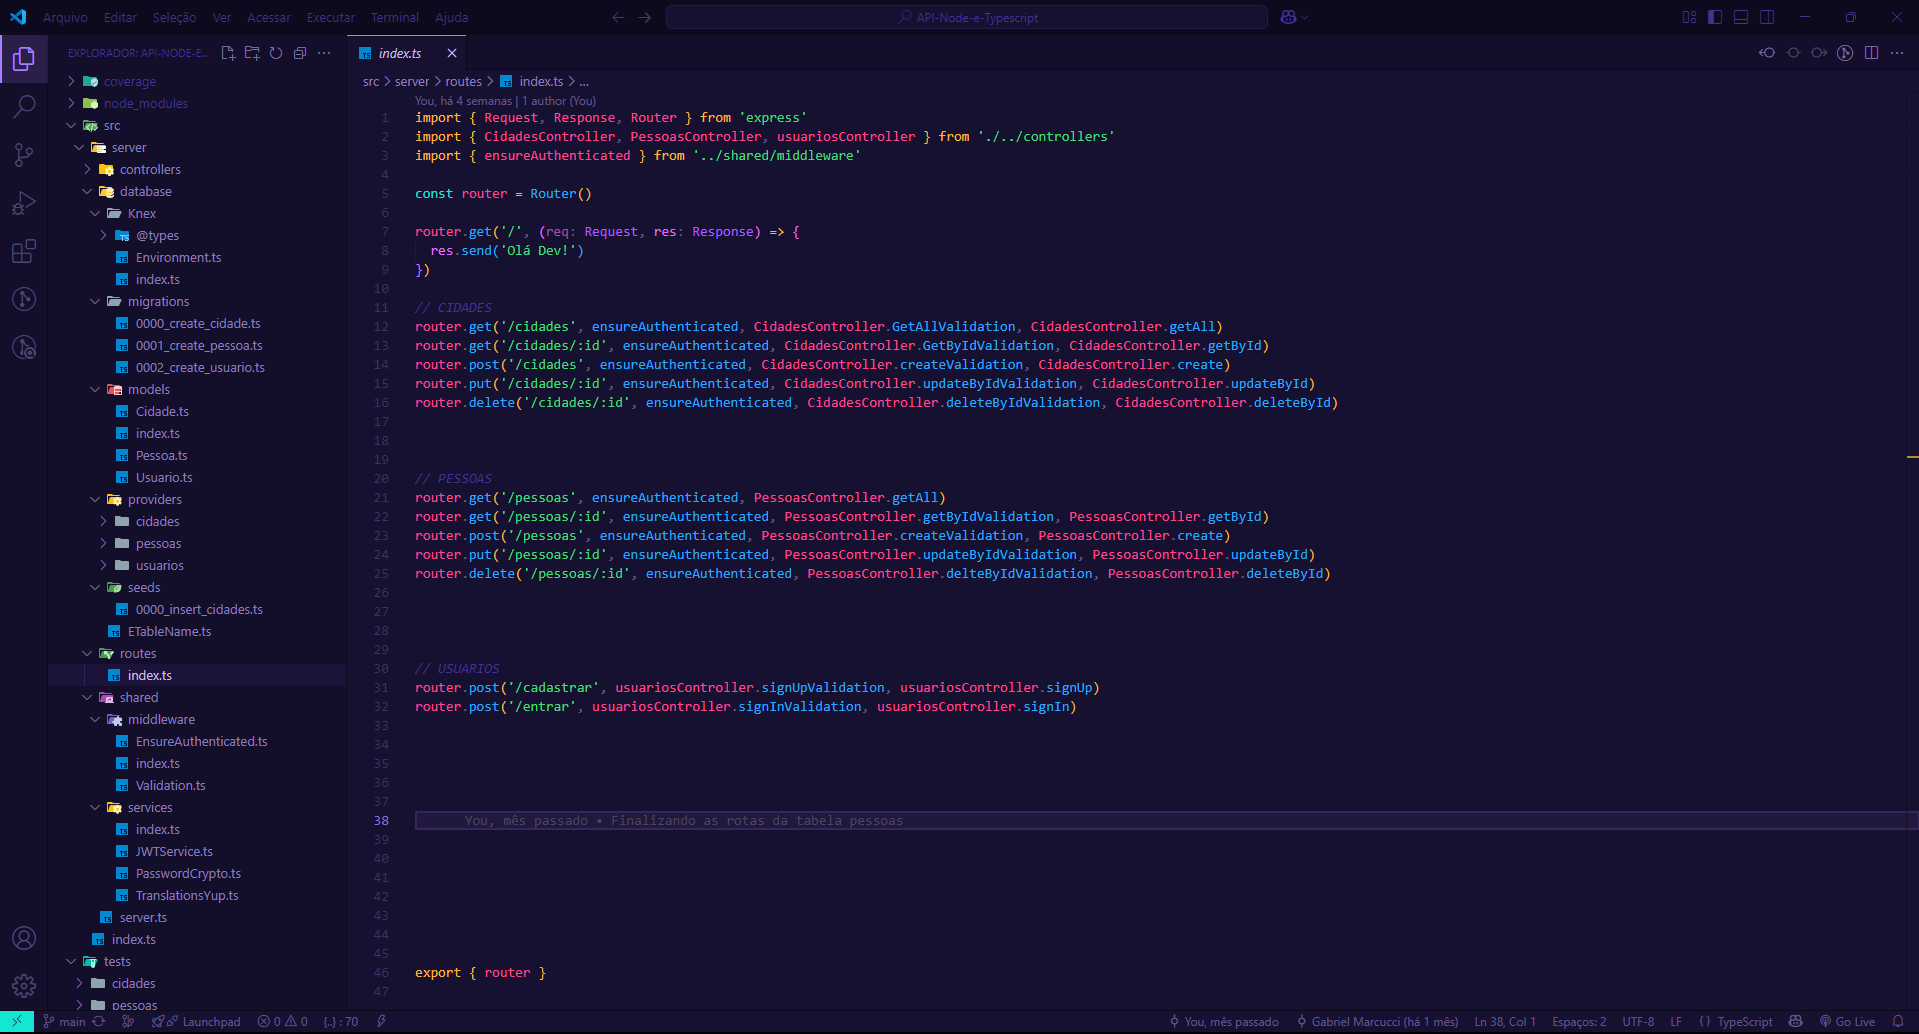 Arquivo Editar Seleção Ver Acessar Executar Terminal Ajuda
API-Node-e-Typescript
EXPLORADOR: API-NODE-E...
coverage
node_modules
src
server
controllers
database
Knex
@types
Environment.ts
index.ts
migrations
0000_create_cidade.ts
0001_create_pessoa.ts
0002_create_usuario.ts
models
Cidade.ts
index.ts
Pessoa.ts
Usuario.ts
providers
cidades
pessoas
usuarios
seeds
0000_insert_cidades.ts
ETableName.ts
routes
index.ts
shared
middleware
EnsureAuthenticated.ts
index.ts
Validation.ts
services
index.ts
JWTService.ts
PasswordCrypto.ts
TranslationsYup.ts
server.ts
index.ts
tests
cidades
pessoas
index.ts
src > server > routes > index.ts > ...
You, há 4 semanas | 1 author (You)
1 import { Request, Response, Router } from 'express'
2 import { CidadesController, PessoasController, usuariosController } from './../controllers'
3 import { ensureAuthenticated } from '../shared/middleware'
4
5 const router = Router()
6
7 router.get('/', (req: Request, res: Response) => {
8 res.send('Olá Dev!')
9 })
10
11 // CIDADES
12 router.get('/cidades', ensureAuthenticated, CidadesController.GetAllValidation, CidadesController.getAll)
13 router.get('/cidades/:id', ensureAuthenticated, CidadesController.GetByIdValidation, CidadesController.getById)
14 router.post('/cidades', ensureAuthenticated, CidadesController.createValidation, CidadesController.create)
15 router.put('/cidades/:id', ensureAuthenticated, CidadesController.updateByIdValidation, CidadesController.updateById)
16 router.delete('/cidades/:id', ensureAuthenticated, CidadesController.deleteByIdValidation, CidadesController.deleteById)
17
18
19
20 // PESSOAS
21 router.get('/pessoas', ensureAuthenticated, PessoasController.getAll)
22 router.get('/pessoas/:id', ensureAuthenticated, PessoasController.getByIdValidation, PessoasController.getById)
23 router.post('/pessoas', ensureAuthenticated, PessoasController.createValidation, PessoasController.create)
24 router.put('/pessoas/:id', ensureAuthenticated, PessoasController.updateByIdValidation, PessoasController.updateById)
25 router.delete('/pessoas/:id', ensureAuthenticated, PessoasController.delteByIdValidation, PessoasController.deleteById)
26
27
28
29
30 // USUARIOS
31 router.post('/cadastrar', usuariosController.signUpValidation, usuariosController.signUp)
32 router.post('/entrar', usuariosController.signInValidation, usuariosController.signIn)
33
34
35
36
37
38 You, mês passado • Finalizando as rotas da tabela pessoas
39
40
41
42
43
44
45
46 export { router }
47
main Launchpad 0 0 {..} : 70 You, mês passado Gabriel Marcucci (há 1 mês) Ln 38, Col 1 Espaços: 2 UTF-8 LF { } TypeScript Go Live